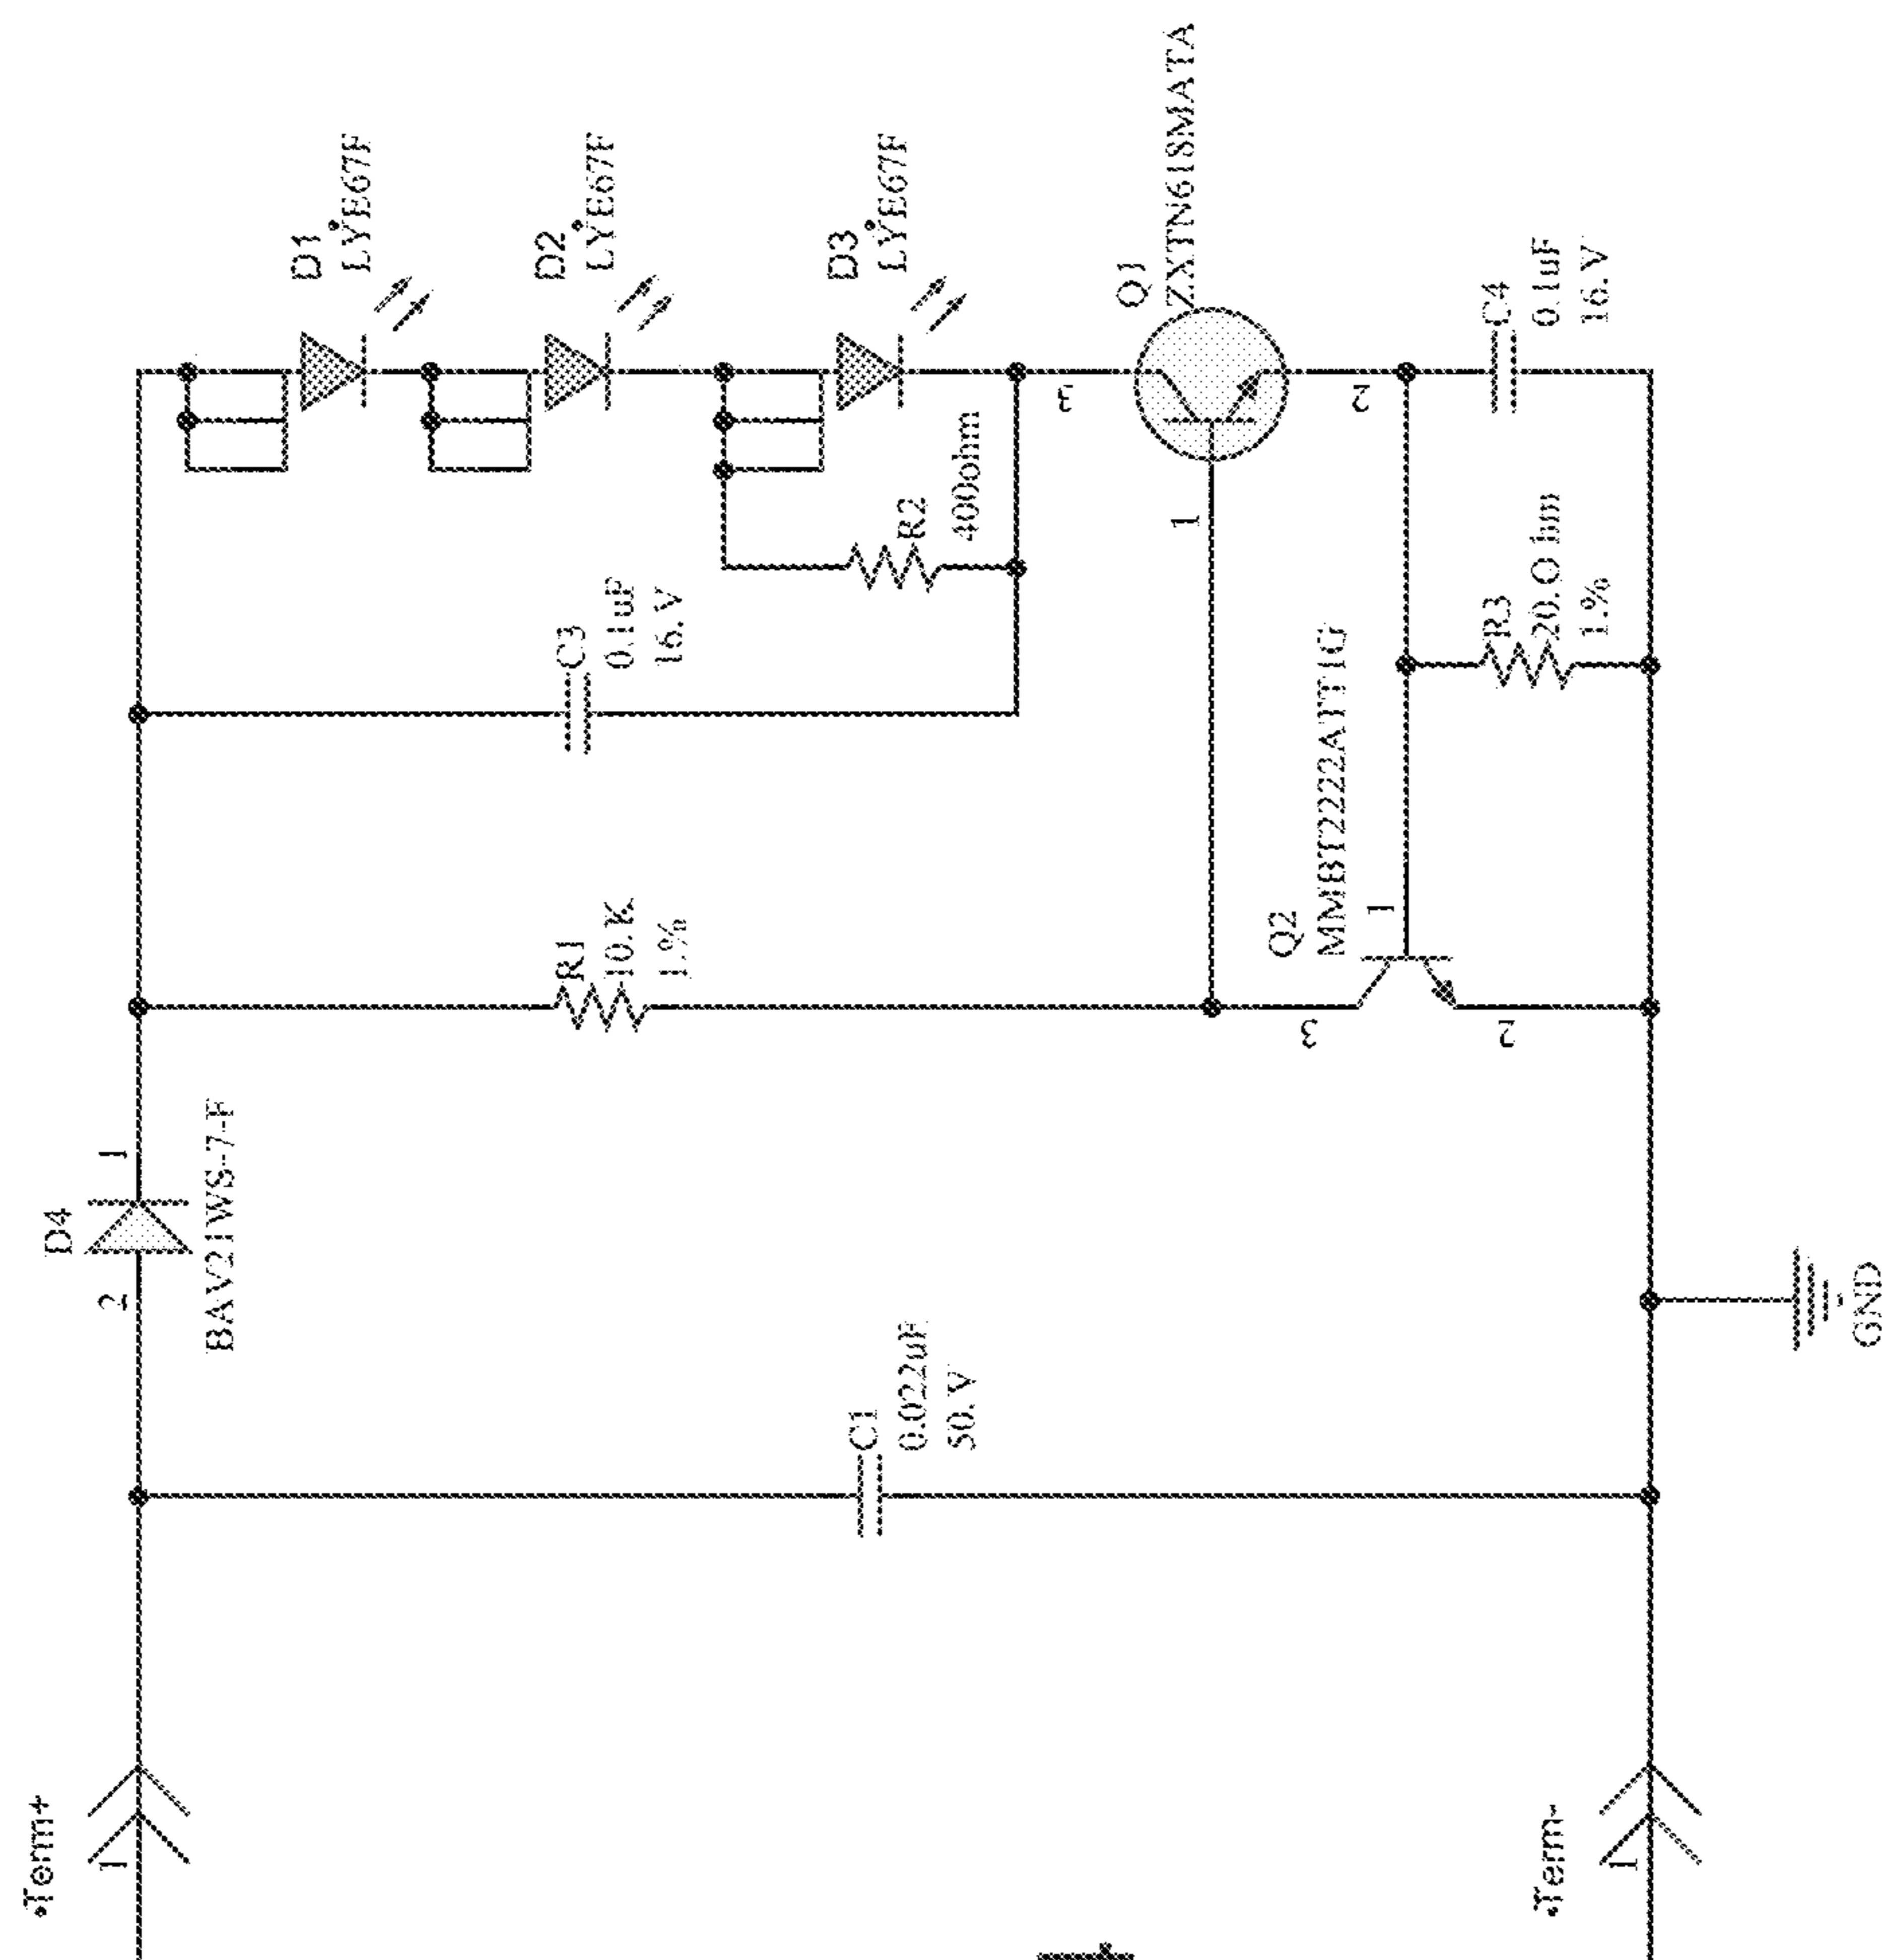 •Term+
1
C1
0.022uF
50.V
2
D4
1
BAV21WS-7-F
R1
10.K
1.%
C3
0.1uF
16.V
D1
LYE67F
D2
LYE67F
D3
LYE67F
R2
400ohm
Q1
ZXTN618MATA
3
1
2
Q2
MMBT2222ATT1G
3
1
2
R3
20.Ohm
1.%
C4
0.1uF
16.V
GND
•Term-
1